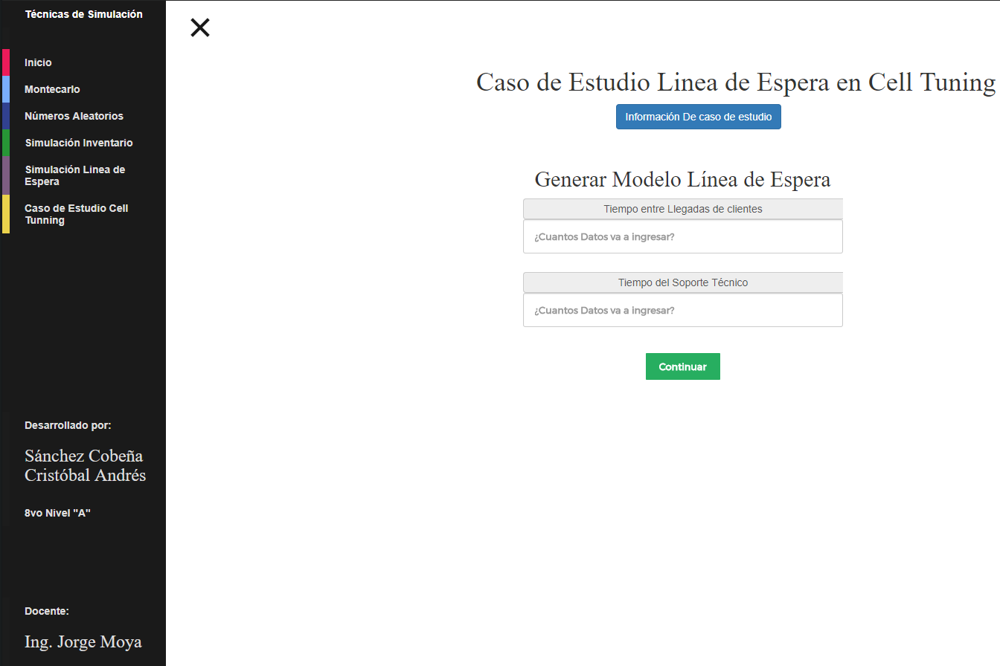 Técnicas de Simulación
Inicio
Montecarlo
Números Aleatorios
Simulación Inventario
Simulación Linea de
Espera
Caso de Estudio Cell
Tunning
Desarrollado por:
Sánchez Cobeña
Cristóbal Andrés
8vo Nivel "A"
Docente:
Ing. Jorge Moya
Caso de Estudio Linea de Espera en Cell Tuning
Información De caso de estudio
Generar Modelo Línea de Espera
Tiempo entre Llegadas de clientes
¿Cuantos Datos va a ingresar?
Tiempo del Soporte Técnico
¿Cuantos Datos va a ingresar?
Continuar